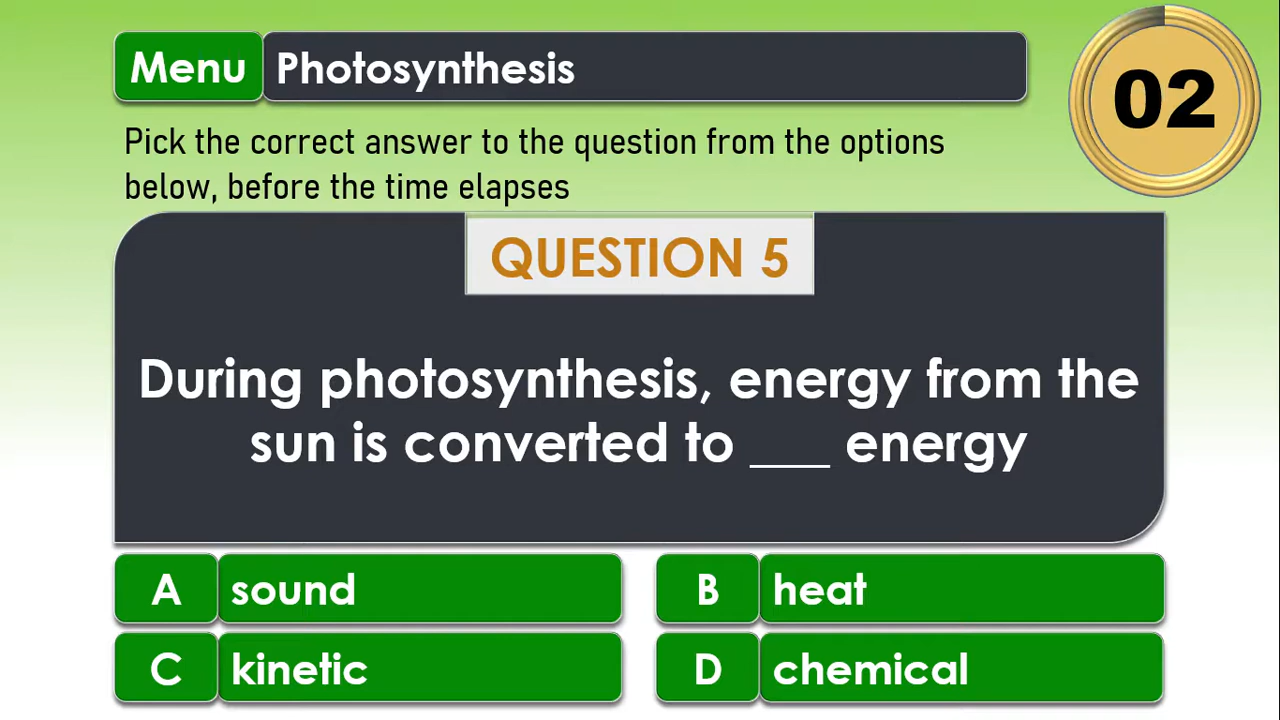 Menu Photosynthesis
02
Pick the correct answer to the question from the options
below, before the time elapses
QUESTION 5
During photosynthesis, energy from the
sun is converted to ___ energy
A sound
B heat
C kinetic
D chemical